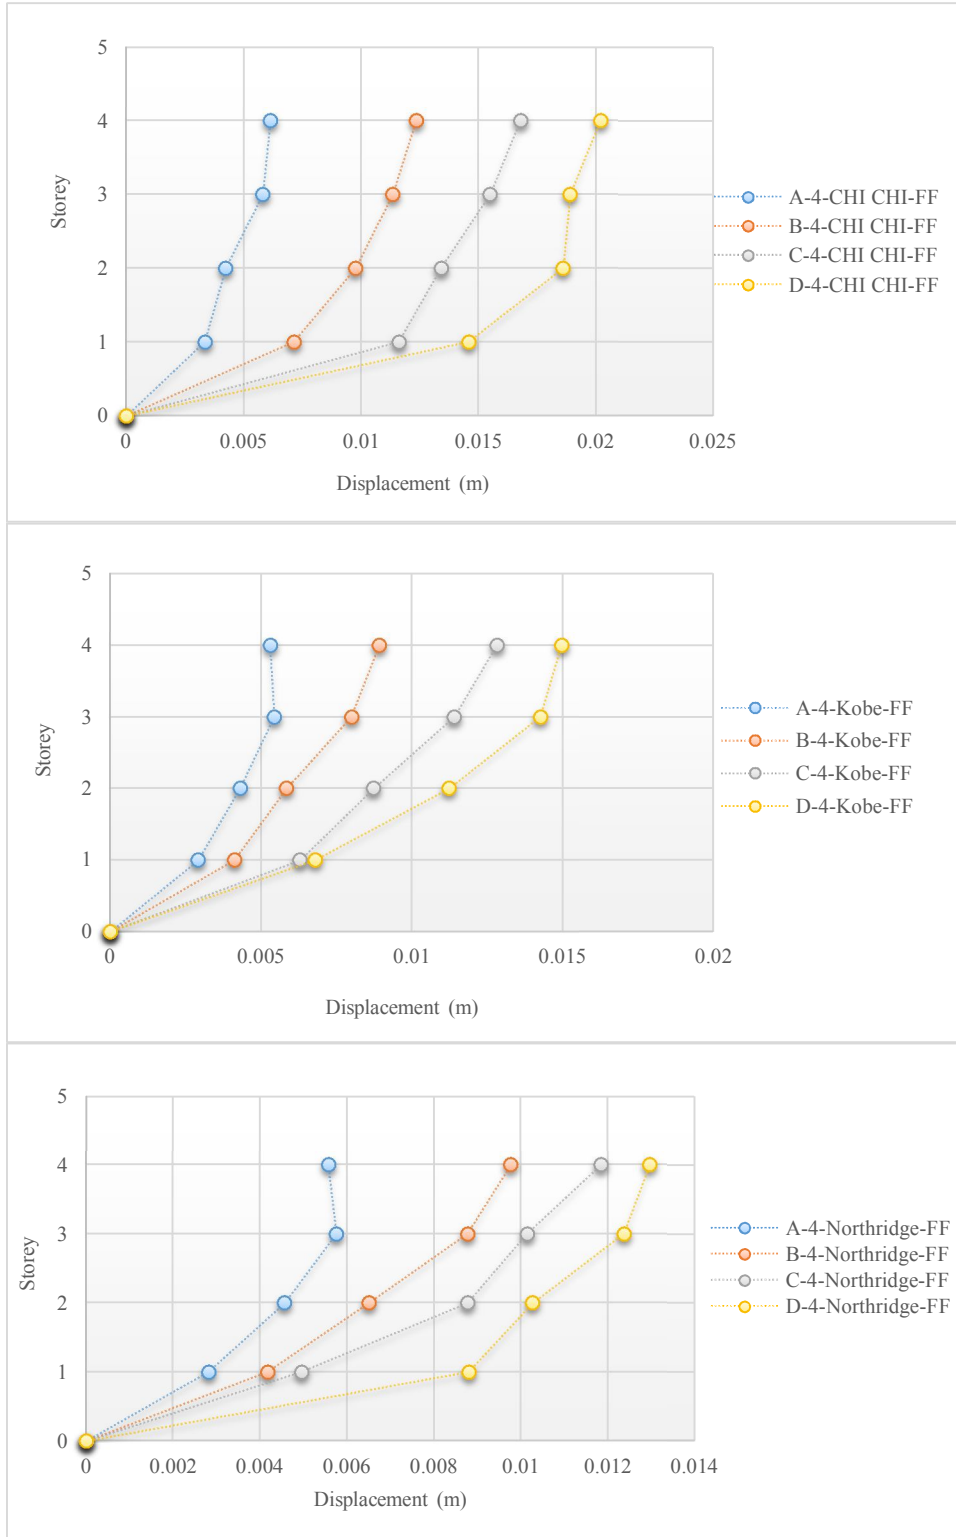 5
4
3
2
1
0
Storey
0 0.005 0.01 0.015 0.02 0.025
Displacement (m)
A-4-CHI CHI-FF
B-4-CHI CHI-FF
C-4-CHI CHI-FF
D-4-CHI CHI-FF
5
4
3
2
1
0
Storey
0 0.005 0.01 0.015 0.02
Displacement (m)
A-4-Kobe-FF
B-4-Kobe-FF
C-4-Kobe-FF
D-4-Kobe-FF
5
4
3
2
1
0
Storey
0 0.002 0.004 0.006 0.008 0.01 0.012 0.014
Displacement (m)
A-4-Northridge-FF
B-4-Northridge-FF
C-4-Northridge-FF
D-4-Northridge-FF